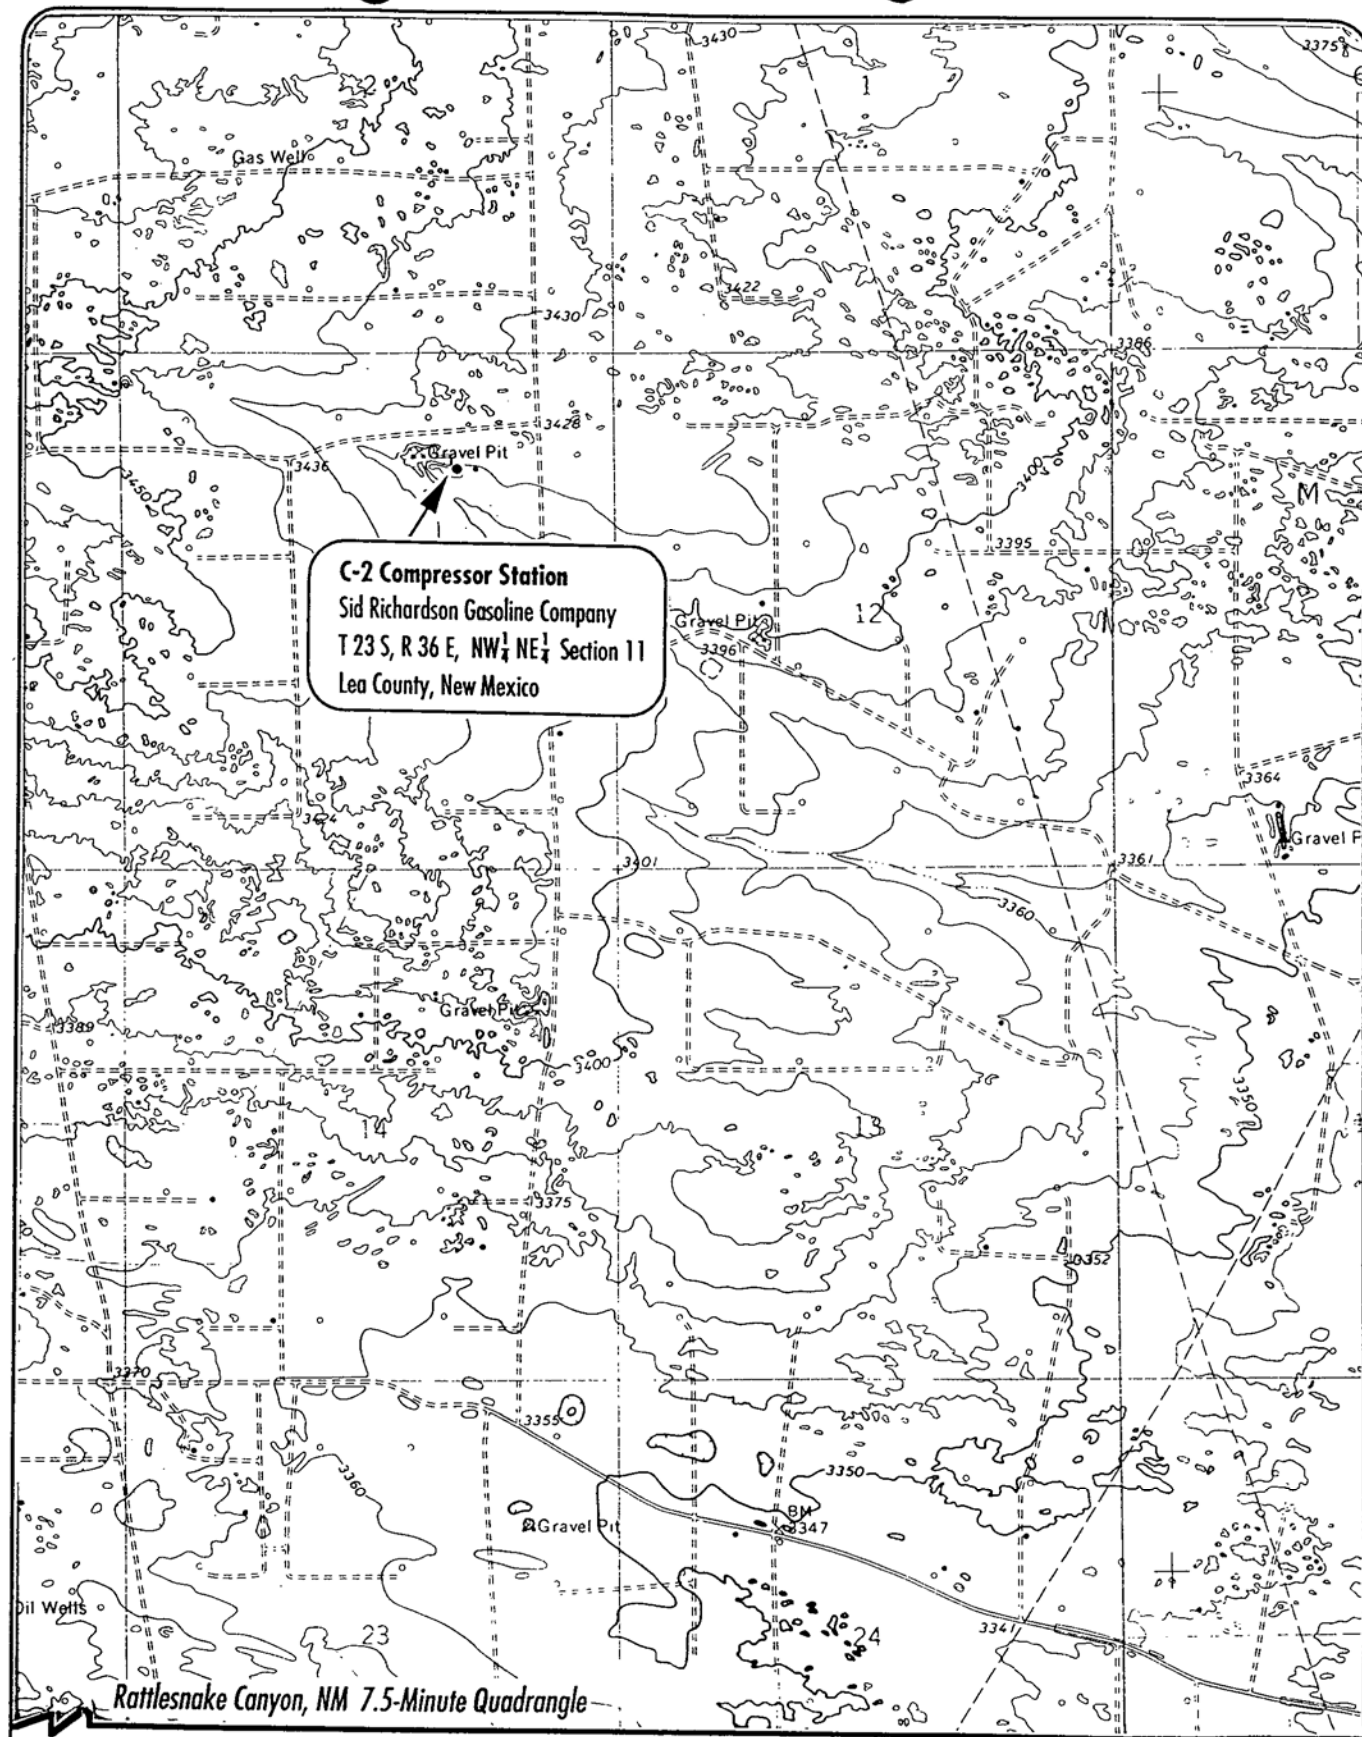 3430
3375
2
1
Gas Well
3422
3430
3386
3428
Gravel Pit
3436
3400
3450
M
3395
C-2 Compressor Station
Sid Richardson Gasoline Company
T 23 S, R 36 E, NW¼ NE¼ Section 11
Lea County, New Mexico
12
Gravel Pit
3396
3364
3424
Gravel P
3401
3361
3360
Gravel Pit
3389
3400
3350
14
13
3375
3352
3370
3355
3360
3350
BM
3347
Gravel Pit
Oil Wells
23
24
3341
Rattlesnake Canyon, NM 7.5-Minute Quadrangle